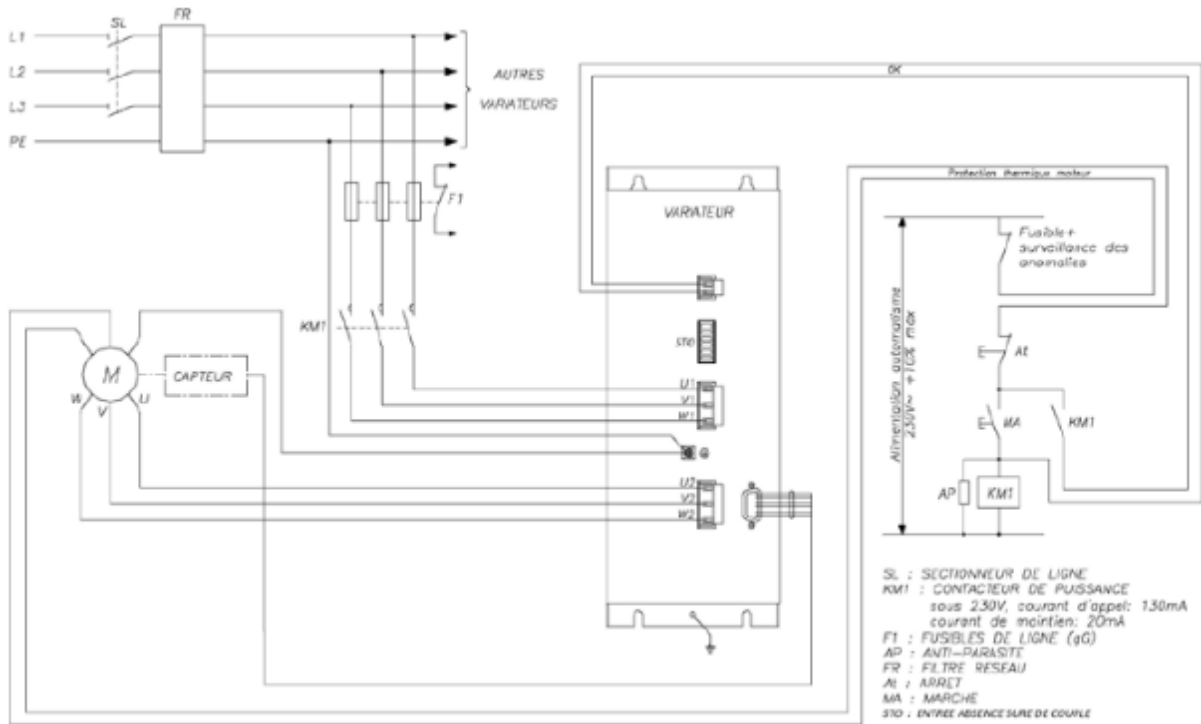 SL
FR
L1
L2
L3
PE
AUTRES
VARIATEURS
OK
Protection thermique moteur
F1
VARIATEUR
Fusible+
surveillance des
anomalies
Alimentation automatisme
230V~ +10% max
KM1
STO
At
M
CAPTEUR
W
V
U
U1
V1
W1
MA
KM1
U2
V2
W2
AP
KM1
SL : SECTIONNEUR DE LIGNE
KM1 : CONTACTEUR DE PUISSANCE
sous 230V, courant d'appel: 130mA
courant de maintien: 20mA
F1 : FUSIBLES DE LIGNE (gG)
AP : ANTI-PARASITE
FR : FILTRE RESEAU
At : ARRET
MA : MARCHE
STO : ENTREE ABSENCE SURE DE COUPLE